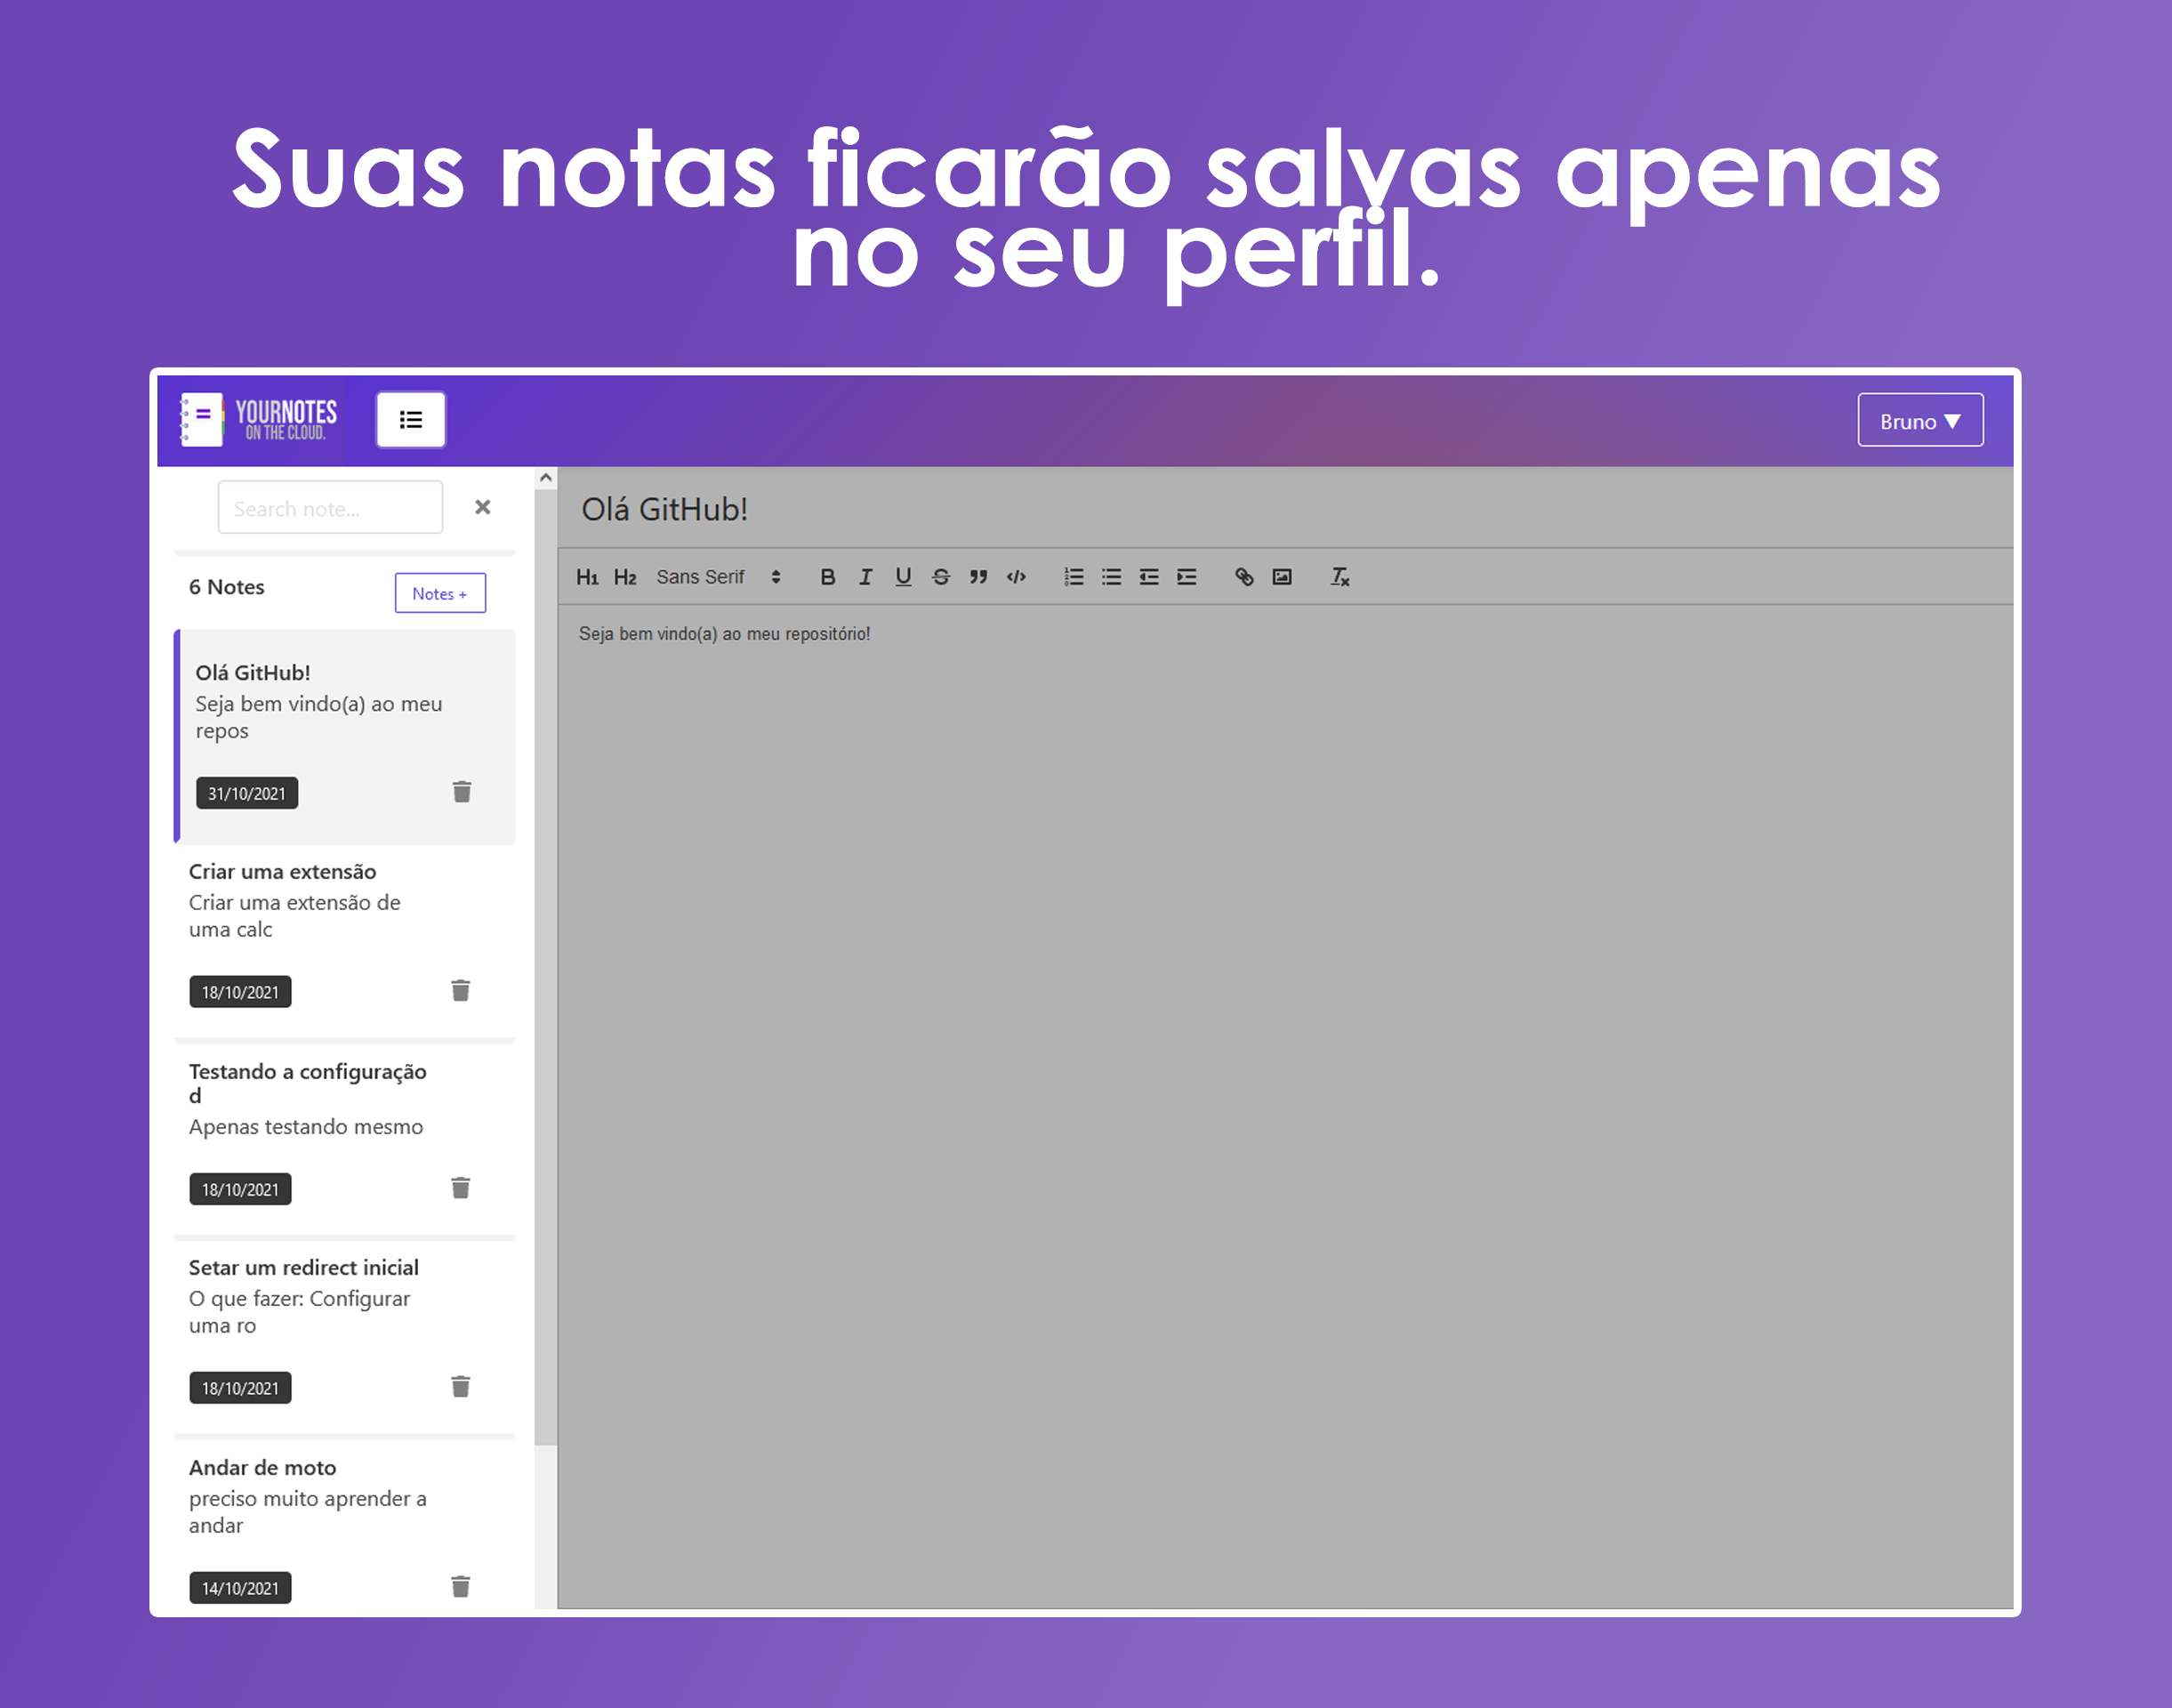 Suas notas ficarão salvas apenas
no seu perfil.
YOURNOTES
ON THE CLOUD.
Bruno ▼
Search note...
6 Notes
Notes +
Olá GitHub!
Seja bem vindo(a) ao meu
repos
31/10/2021
Criar uma extensão
Criar uma extensão de
uma calc
18/10/2021
Testando a configuração
d
Apenas testando mesmo
18/10/2021
Setar um redirect inicial
O que fazer: Configurar
uma ro
18/10/2021
Andar de moto
preciso muito aprender a
andar
14/10/2021
Olá GitHub!
H1 H2 Sans Serif B I U S
Seja bem vindo(a) ao meu repositório!